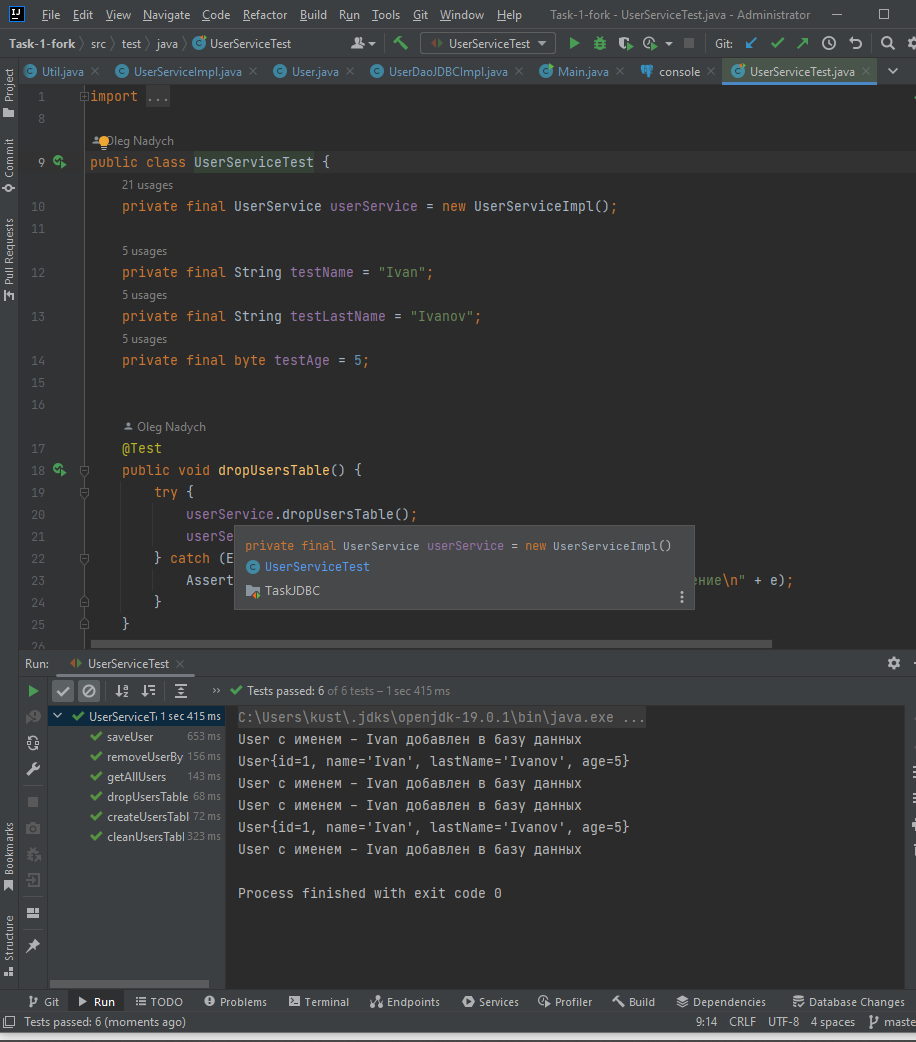 File Edit View Navigate Code Refactor Build Run Tools Git Window Help Task-1-fork - UserServiceTest.java - Administrator
Task-1-fork src test java UserServiceTest UserServiceTest Git:
Util.java UserServiceImpl.java User.java UserDaoJDBCImpl.java Main.java console UserServiceTest.java
Project
Commit
Pull Requests
1 import ...
8
Oleg Nadych
9 public class UserServiceTest {
21 usages
10 private final UserService userService = new UserServiceImpl();
11
5 usages
12 private final String testName = "Ivan";
5 usages
13 private final String testLastName = "Ivanov";
5 usages
14 private final byte testAge = 5;
15
16
Oleg Nadych
17 @Test
18 public void dropUsersTable() {
19 try {
20 userService.dropUsersTable();
21 userSe
22 } catch (E
23 Assert ение\n" + e);
24 }
25 }
26
private final UserService userService = new UserServiceImpl()
UserServiceTest
TaskJDBC
Run: UserServiceTest
Tests passed: 6 of 6 tests – 1 sec 415 ms
UserServiceTe 1 sec 415 ms
saveUser 653 ms
removeUserBy 156 ms
getAllUsers 143 ms
dropUsersTable 68 ms
createUsersTabl 72 ms
cleanUsersTabl 323 ms
C:\Users\kust\.jdks\openjdk-19.0.1\bin\java.exe ...
User с именем – Ivan добавлен в базу данных
User{id=1, name='Ivan', lastName='Ivanov', age=5}
User с именем – Ivan добавлен в базу данных
User с именем – Ivan добавлен в базу данных
User{id=1, name='Ivan', lastName='Ivanov', age=5}
User с именем – Ivan добавлен в базу данных
Process finished with exit code 0
Bookmarks
Structure
Git Run TODO Problems Terminal Endpoints Services Profiler Build Dependencies Database Changes
Tests passed: 6 (moments ago) 9:14 CRLF UTF-8 4 spaces maste